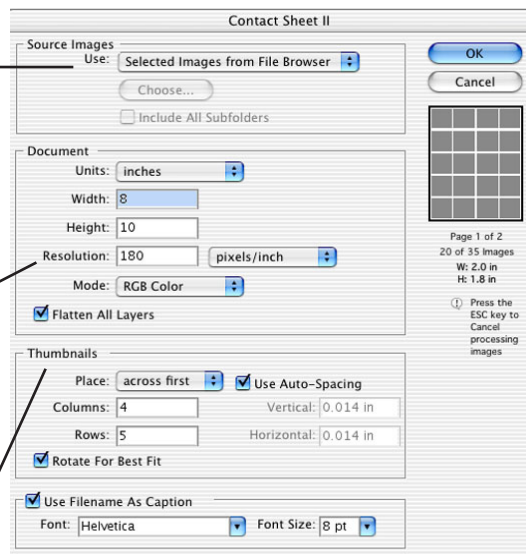 Contact Sheet II
Source Images
Use: Selected Images from File Browser
Choose...
Include All Subfolders
OK
Cancel
Document
Units: inches
Width: 8
Height: 10
Resolution: 180 pixels/inch
Mode: RGB Color
Flatten All Layers
Page 1 of 2
20 of 35 Images
W: 2.0 in
H: 1.8 in
Press the
ESC key to
Cancel
processing
images
Thumbnails
Place: across first Use Auto-Spacing
Columns: 4 Vertical: 0.014 in
Rows: 5 Horizontal: 0.014 in
Rotate For Best Fit
Use Filename As Caption
Font: Helvetica Font Size: 8 pt